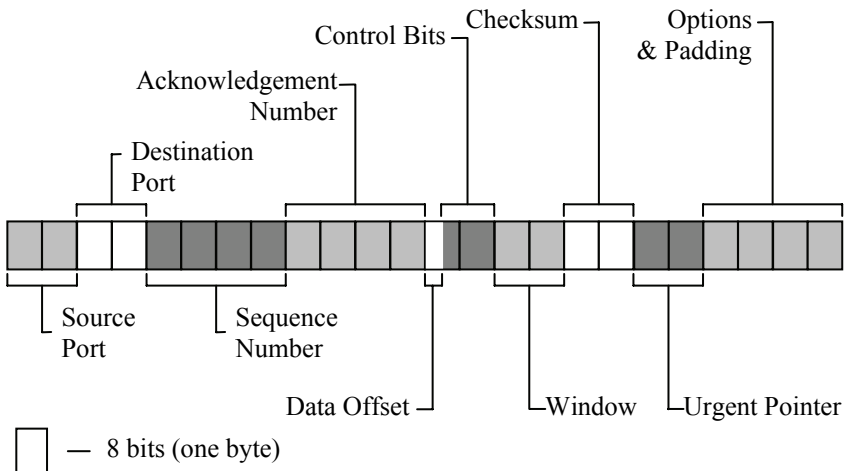 Control Bits
Checksum
Options
& Padding
Acknowledgement
Number
Destination
Port
Source
Port
Sequence
Number
Data Offset
Window
Urgent Pointer
— 8 bits (one byte)